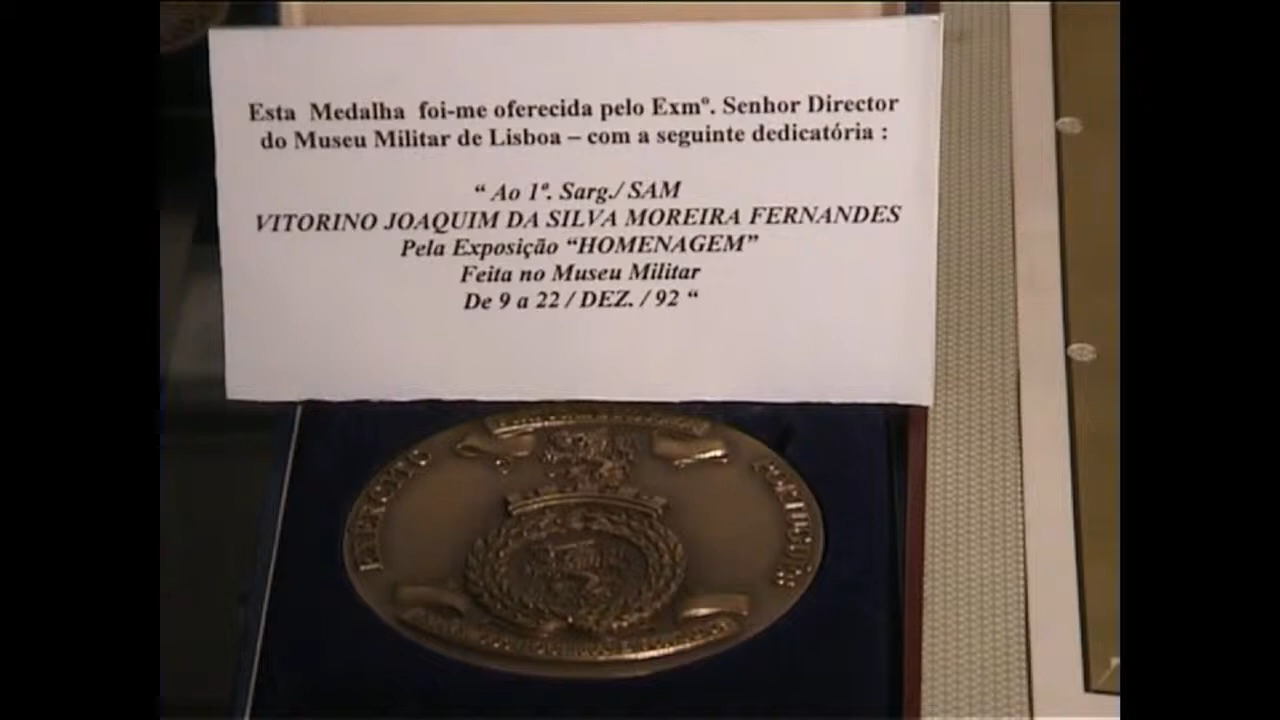 Esta Medalha foi-me oferecida pelo Exmº. Senhor Director
do Museu Militar de Lisboa – com a seguinte dedicatória :
“ Ao 1º. Sarg./ SAM
VITORINO JOAQUIM DA SILVA MOREIRA FERNANDES
Pela Exposição “HOMENAGEM”
Feita no Museu Militar
De 9 a 22 / DEZ. / 92 “
EXERCITO PORTUGUÊS